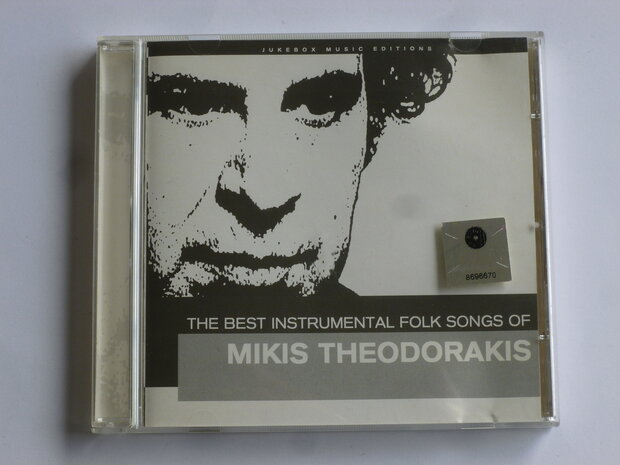 JUKEBOX MUSIC EDITIONS
8696670
THE BEST INSTRUMENTAL FOLK SONGS OF
MIKIS THEODORAKIS